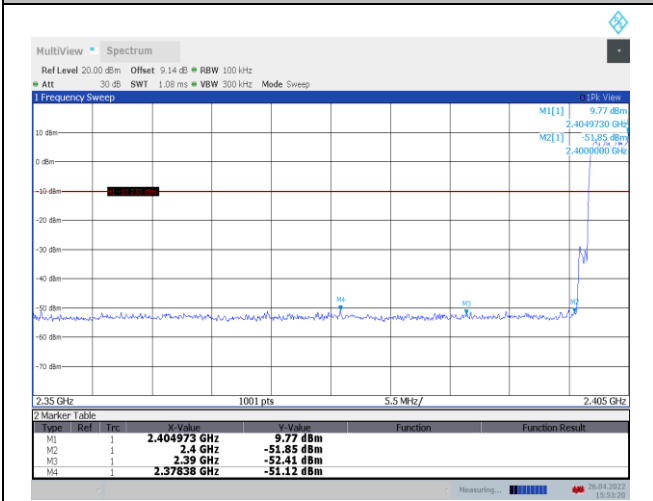 MultiView Spectrum
Ref Level 20.00 dBm Offset 9.14 dB RBW 100 kHz
Att 30 dB SWT 1.08 ms VBW 300 kHz Mode Sweep
1 Frequency Sweep 1Pk View
M1[1] 9.77 dBm
2.4049730 GHz
M2[1] -51.85 dBm
2.4000000 GHz
10 dBm
0 dBm
-10 dBm
-20 dBm
-30 dBm
-40 dBm
M4 M3 M2
-50 dBm
-70 dBm
2.35 GHz 1001 pts 5.5 MHz/ 2.405 GHz
2 Marker Table
Type Ref Trc X-Value Y-Value Function Function Result
M1 1 2.404973 GHz 9.77 dBm
M2 1 2.4 GHz -51.85 dBm
M3 1 2.39 GHz -52.41 dBm
M4 1 2.37838 GHz -51.12 dBm
Measuring... 26.04.2022
15:53:20